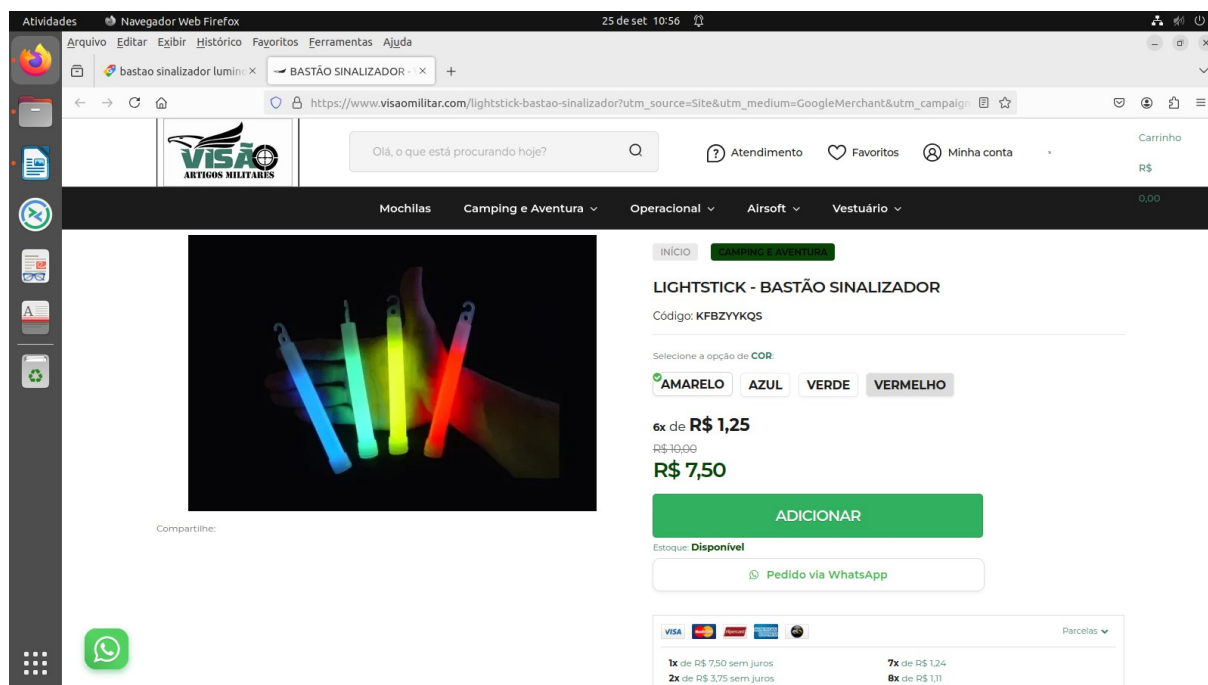 Atividades Navegador Web Firefox 25 de set 10:56
Arquivo Editar Exibir Histórico Favoritos Ferramentas Ajuda
bastao sinalizador lumino BASTÃO SINALIZADOR -
https://www.visaomilitar.com/lightstick-bastao-sinalizador?utm_source=Site&utm_medium=GoogleMerchant&utm_campaign
VISÃO
ARTIGOS MILITARES
Olá, o que está procurando hoje?
Atendimento Favoritos Minha conta
Carrinho
R$
0,00
Mochilas Camping e Aventura Operacional Airsoft Vestuário
INÍCIO CAMPING E AVENTURA
LIGHTSTICK - BASTÃO SINALIZADOR
Código: KFBZYYKQS
Selecione a opção de COR:
AMARELO AZUL VERDE VERMELHO
6x de R$ 1,25
R$ 10,00
R$ 7,50
ADICIONAR
Compartilhe:
Estoque: Disponível
Pedido via WhatsApp
VISA
Parcelas
1x de R$ 7,50 sem juros 7x de R$ 1,24
2x de R$ 3,75 sem juros 8x de R$ 1,11